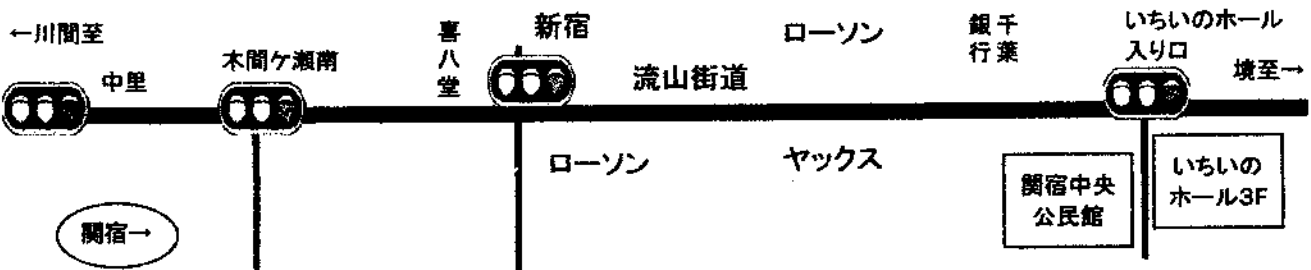 ←川間至
中里
木間ケ瀬南
喜八堂
新宿
流山街道
ローソン
千葉
銀行
いちいのホール
入り口
境至→
ローソン
ヤックス
関宿中央
公民館
いちいの
ホール3F
関宿→